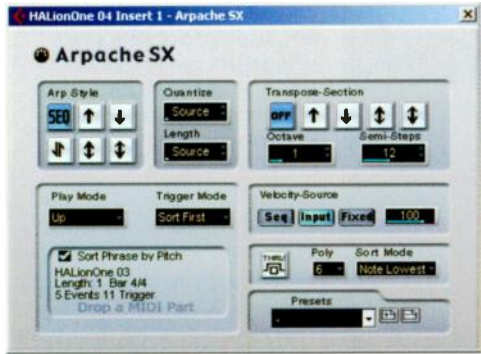 HALionOne 04 Insert 1 - Arpache SX
Arpache SX
Arp Style
SEQ
Quantize
Source
Length
Source
Transpose-Section
OFF
Octave
Semi-Steps
1
12
Play Mode
Trigger Mode
Up
Sort First
Sort Phrase by Pitch
HALionOne 03
Length: 1 Bar 4/4
5 Events 11 Trigger
Drop a MIDI Part
Velocity-Source
Seq Input Fixed 100
THRU
Poly
Sort Mode
6
Note Lowest
Presets
-